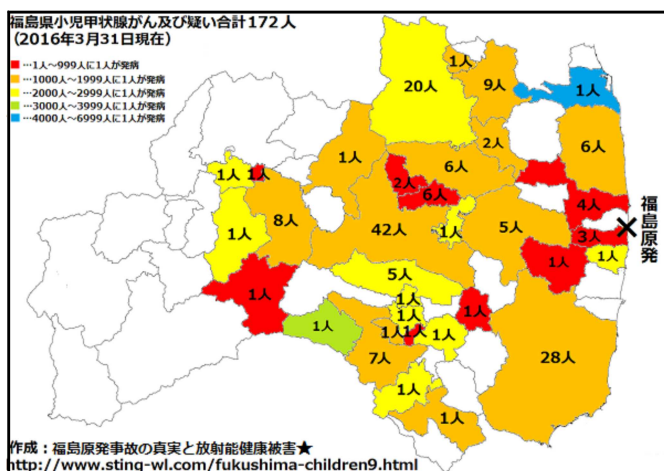 福島県小児甲状腺がん及び疑い合計172人
（2016年3月31日現在）
…1人～999人に1人が発病
…1000人～1999人に1人が発病
…2000人～2999人に1人が発病
…3000人～3999人に1人が発病
…4000人～6999人に1人が発病
1人
20人
9人
1人
2人
6人
1人
6人
1人
1人
2人
6人
4人
8人
42人
1人
5人
3人
1人
1人
1人
5人
1人
1人
1人
1人
1人
1人
1人
1人
7人
28人
1人
1人
福島原発
作成：福島原発事故の真実と放射能健康被害★
http://www.sting-wl.com/fukushima-children9.html